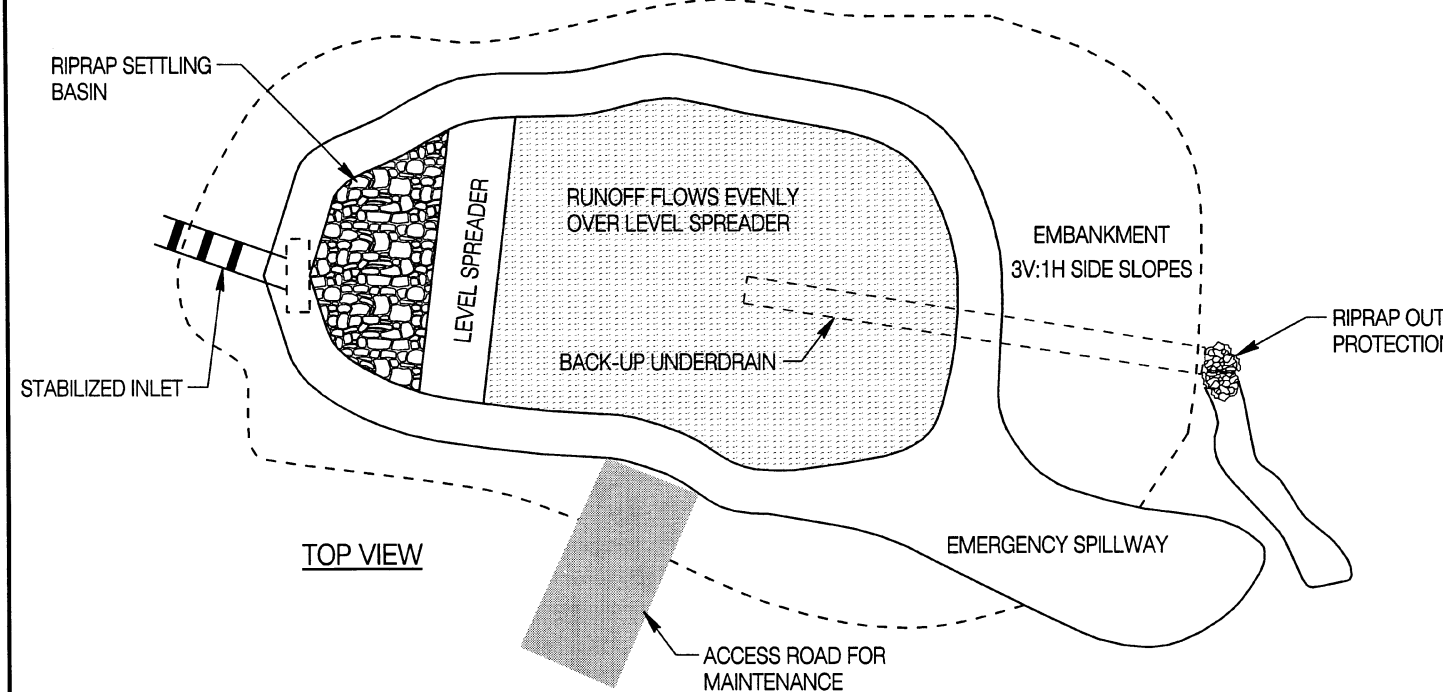 RIPRAP SETTLING
BASIN
LEVEL SPREADER
RUNOFF FLOWS EVENLY
OVER LEVEL SPREADER
EMBANKMENT
3V:1H SIDE SLOPES
RIPRAP OUT
PROTECTION
BACK-UP UNDERDRAIN
STABILIZED INLET
EMERGENCY SPILLWAY
TOP VIEW
ACCESS ROAD FOR
MAINTENANCE